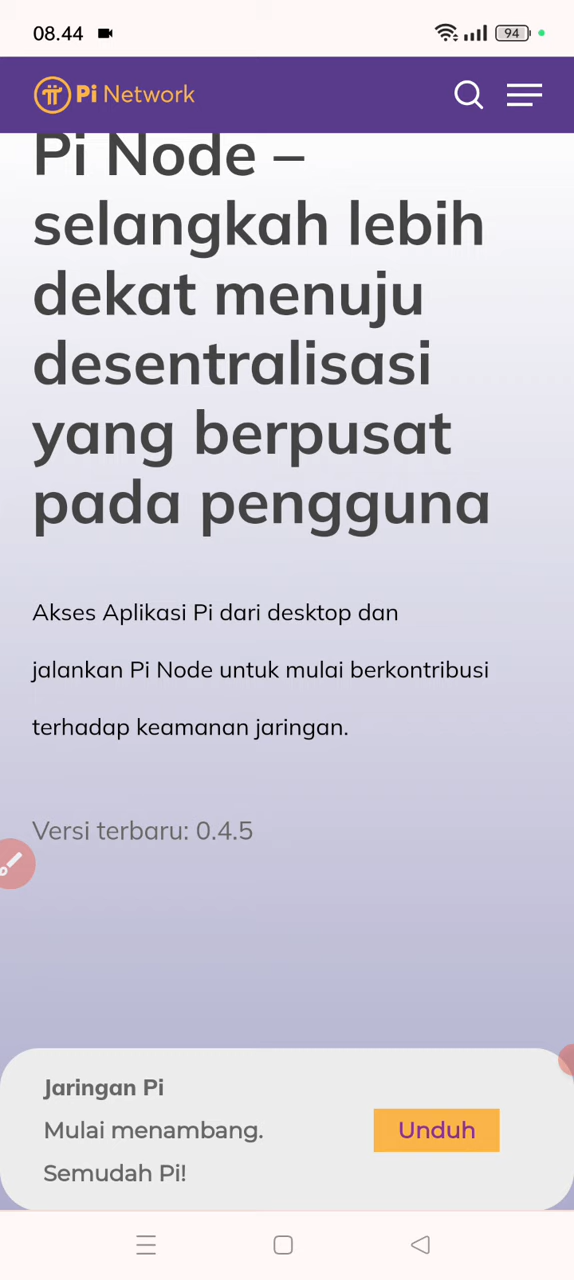 08.44
94
Pi Network
Pi Node –
selangkah lebih
dekat menuju
desentralisasi
yang berpusat
pada pengguna
Akses Aplikasi Pi dari desktop dan
jalankan Pi Node untuk mulai berkontribusi
terhadap keamanan jaringan.
Versi terbaru: 0.4.5
Jaringan Pi
Mulai menambang.
Unduh
Semudah Pi!